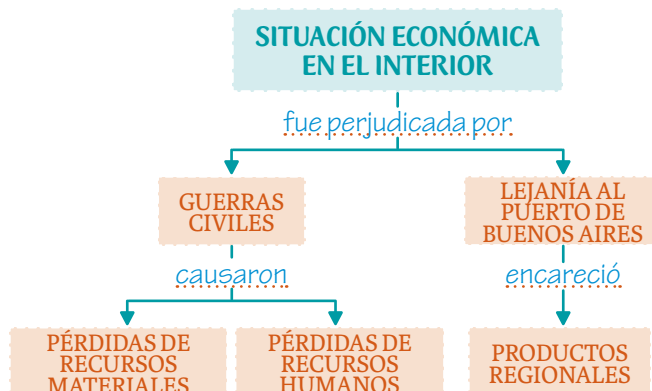 SITUACIÓN ECONÓMICA
EN EL INTERIOR
fue perjudicada por
GUERRAS
CIVILES
LEJANÍA AL
PUERTO DE
BUENOS AIRES
causaron
encareció
PÉRDIDAS DE
RECURSOS
MATERIALES
PÉRDIDAS DE
RECURSOS
HUMANOS
PRODUCTOS
REGIONALES